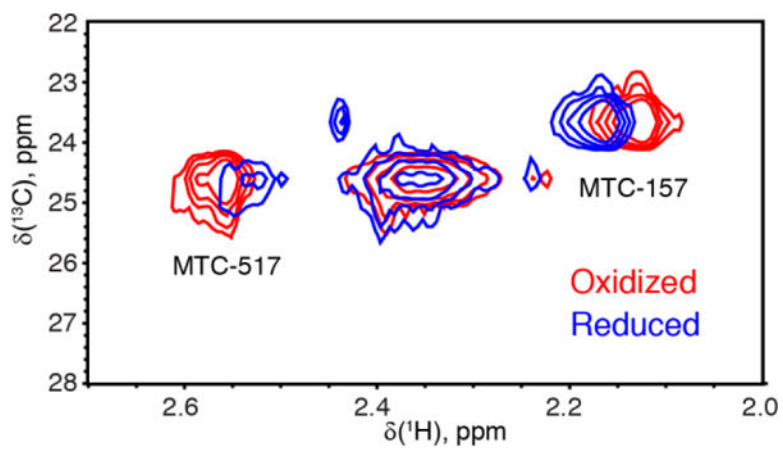 22
23
24
25
26
27
28
δ(¹³C), ppm
MTC-157
MTC-517
Oxidized
Reduced
2.6
2.4
2.2
2.0
δ(¹H), ppm